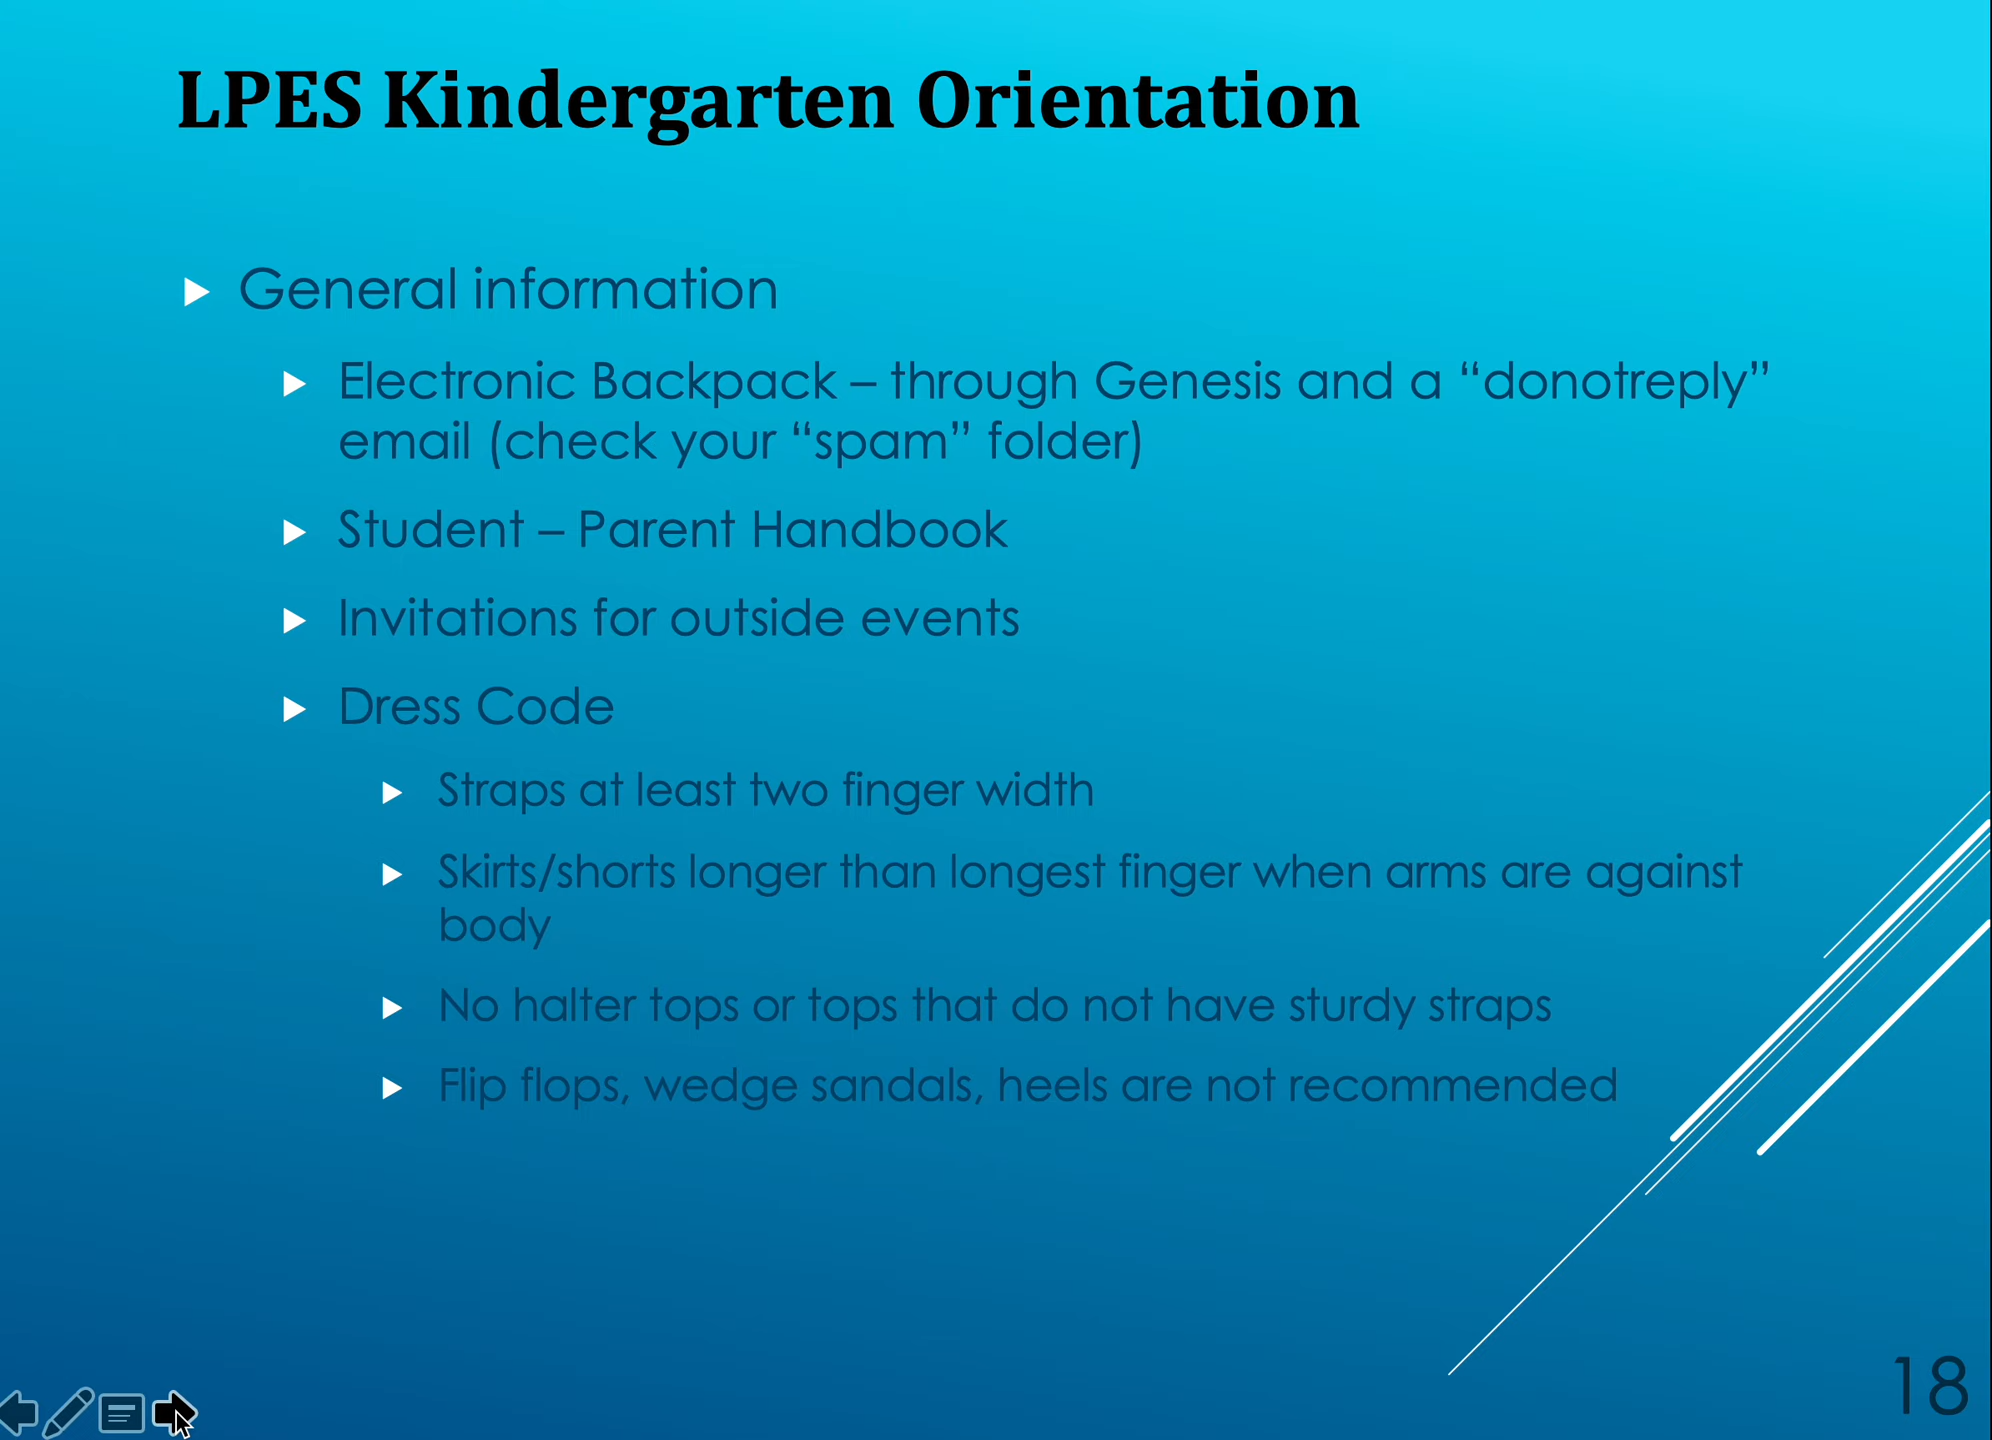 LPES Kindergarten Orientation
General information
Electronic Backpack – through Genesis and a “donotreply”
email (check your “spam” folder)
Student – Parent Handbook
Invitations for outside events
Dress Code
Straps at least two finger width
Skirts/shorts longer than longest finger when arms are against
body
No halter tops or tops that do not have sturdy straps
Flip flops, wedge sandals, heels are not recommended
18